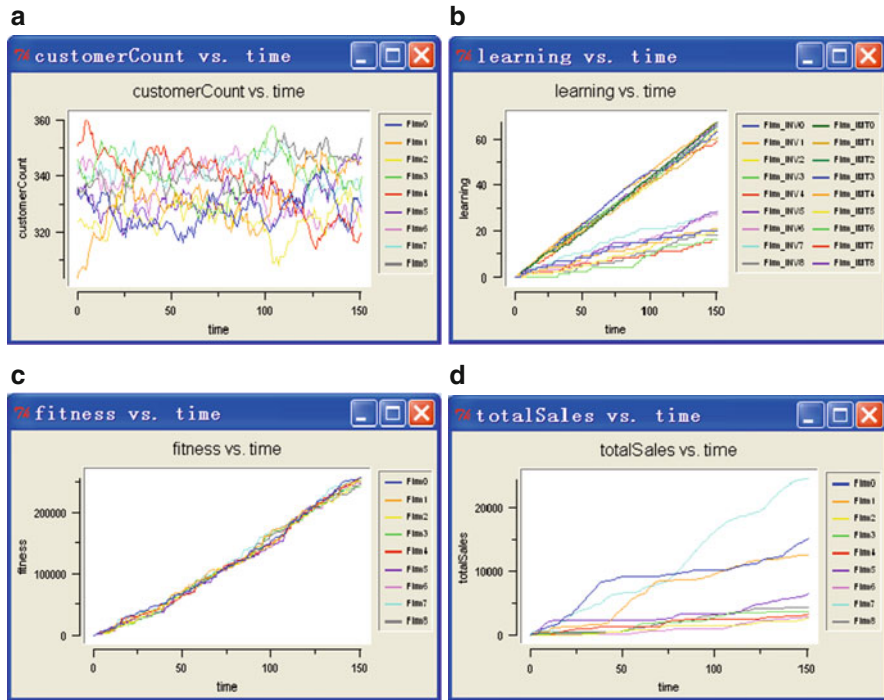 a
customerCount vs. time
customerCount vs. time
360
340
320
customerCount
0
50
100
150
time
Firm0
Firm1
Firm2
Firm3
Firm4
Firm5
Firm6
Firm7
Firm8
b
learning vs. time
learning vs. time
60
40
20
0
learning
0
50
100
150
time
Firm_INV0 Firm_IMIT0
Firm_INV1 Firm_IMIT1
Firm_INV2 Firm_IMIT2
Firm_INV3 Firm_IMIT3
Firm_INV4 Firm_IMIT4
Firm_INV5 Firm_IMIT5
Firm_INV6 Firm_IMIT6
Firm_INV7 Firm_IMIT7
Firm_INV8 Firm_IMIT8
c
fitness vs. time
fitness vs. time
200000
100000
0
fitness
0
50
100
150
time
Firm0
Firm1
Firm2
Firm3
Firm4
Firm5
Firm6
Firm7
Firm8
d
totalSales vs. time
totalSales vs. time
20000
10000
0
totalSales
0
50
100
150
time
Firm0
Firm1
Firm2
Firm3
Firm4
Firm5
Firm6
Firm7
Firm8